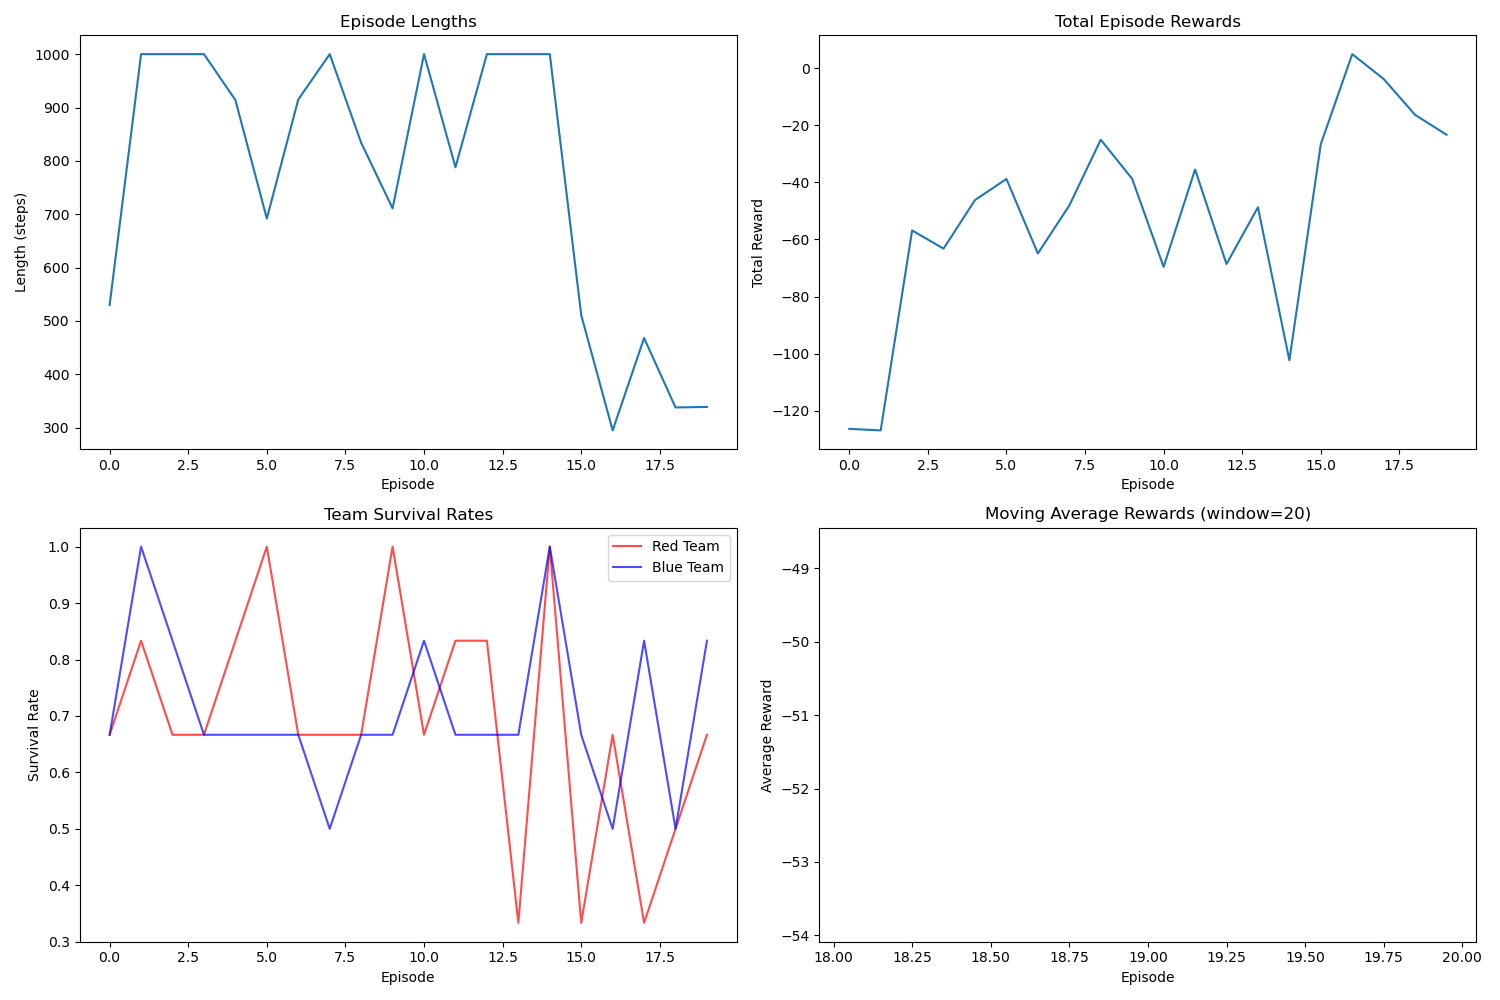 Episode Lengths
Length (steps)
1000
900
800
700
600
500
400
300
0.0 2.5 5.0 7.5 10.0 12.5 15.0 17.5
Episode
Total Episode Rewards
Total Reward
0
−20
−40
−60
−80
−100
−120
0.0 2.5 5.0 7.5 10.0 12.5 15.0 17.5
Episode
Team Survival Rates
Survival Rate
1.0
0.9
0.8
0.7
0.6
0.5
0.4
0.3
Red Team
Blue Team
0.0 2.5 5.0 7.5 10.0 12.5 15.0 17.5
Episode
Moving Average Rewards (window=20)
Average Reward
−49
−50
−51
−52
−53
−54
18.00 18.25 18.50 18.75 19.00 19.25 19.50 19.75 20.00
Episode